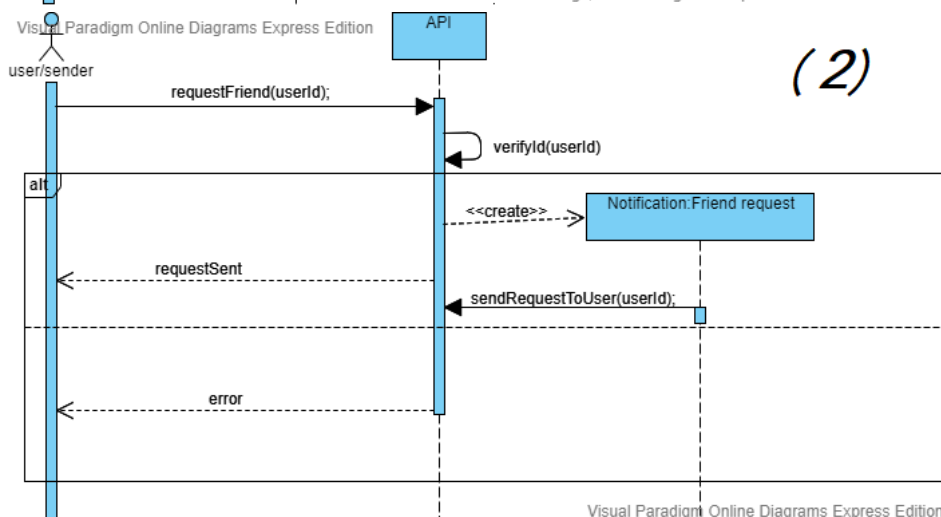 Visual Paradigm Online Diagrams Express Edition
API
(2)
user/sender
requestFriend(userId);
verifyId(userId)
alt
<<create>>
Notification:Friend request
requestSent
sendRequestToUser(userId);
error
Visual Paradigm Online Diagrams Express Edition